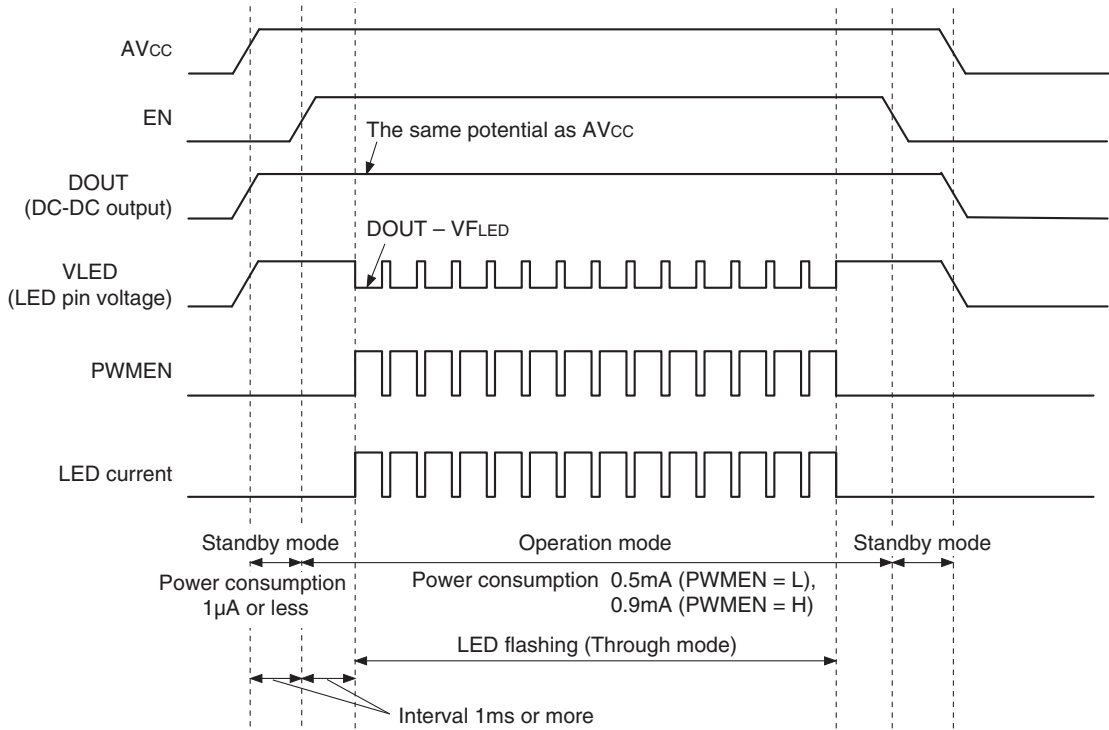 AVCC
EN
The same potential as AVCC
DOUT
(DC-DC output)
DOUT – VFLED
VLED
(LED pin voltage)
PWMEN
LED current
Standby mode
Operation mode
Standby mode
Power consumption
1μA or less
Power consumption 0.5mA (PWMEN = L),
0.9mA (PWMEN = H)
LED flashing (Through mode)
Interval 1ms or more